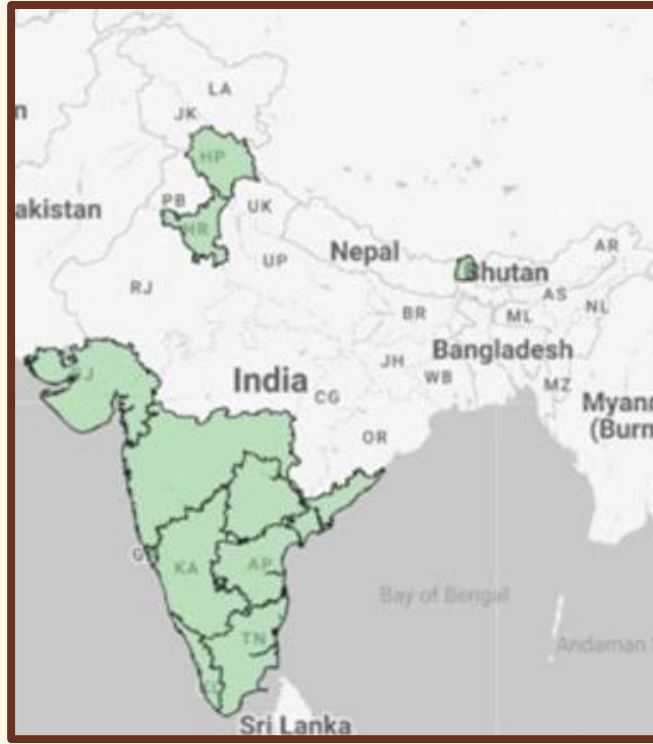 LA
JK
n
HP
PB
akistan
HR
UK
Nepal
UP
AR
Bhutan
RJ
AS
NL
BR
ML
Bangladesh
JH
WB
India
MZ
CG
Myanm
(Burn
OR
G
KA
AP
Bay of Bengal
TN
Andaman
Sri Lanka